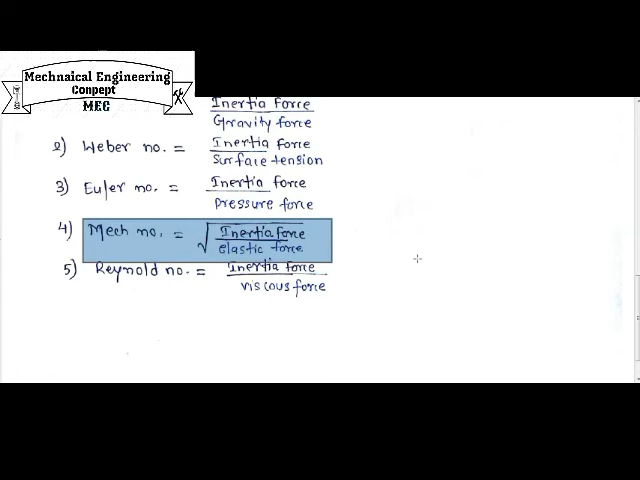 Mechnaical Engineering
Conpept
MEC
Inertia Force
Gravity force
2) Weber no. = Inertia force
Surface tension
3) Euler no. = Inertia force
pressure force
4) Mech no. = √ Inertia force
elastic force
5) Reynold no. = Inertia force
viscous force